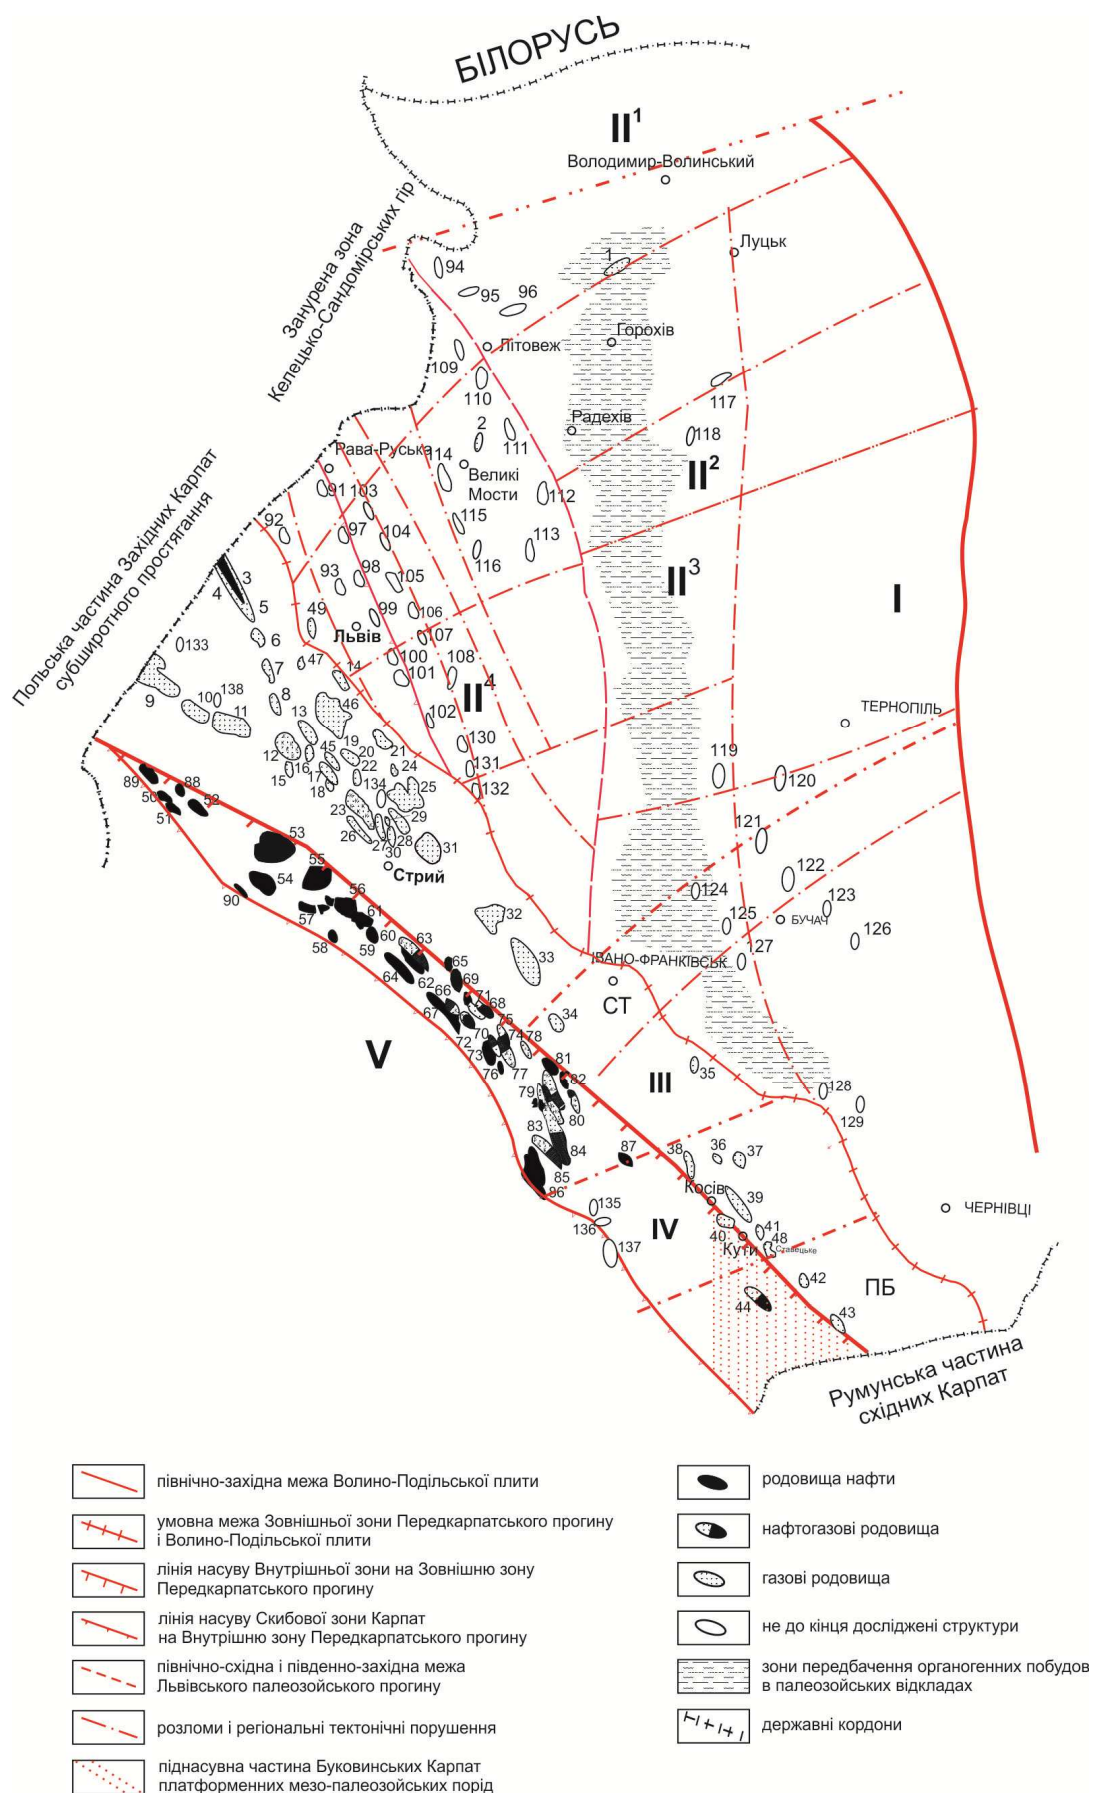 БІЛОРУСЬ
II¹
Володимир-Волинський
Занурена зона
Келецько-Сандомірських гір
Луцьк
1
94
95
96
Горохів
Літовеж
109
110
117
2
111
Радехів
118
Рава-Руська
114
Великі
Мости
II²
91
103
112
Польська частина Західних Карпат
субширотного простягання
92
97
104
115
113
116
3
4
93
98
105
II³
I
5
49
99
106
6
Львів
107
133
47
100
108
7
14
101
9
10
138
8
II⁴
11
46
102
ТЕРНОПІЛЬ
13
19
130
12
45
20
21
16
22
24
131
119
120
15
17
18
134
25
132
89
88
50
52
51
23
29
26
27
28
30
31
121
53
55
54
Стрий
122
90
56
124
123
57
61
32
125
БУЧАЧ
126
58
59
60
63
127
33
ІВАНО-ФРАНКІВСЬК
64
62
65
69
СТ
66
71
67
68
34
70
75
72
74
78
V
73
81
76
77
82
35
III
79
80
128
129
83
84
87
38
36
37
85
86
Косів
39
135
ЧЕРНІВЦІ
136
IV
40
41
137
Кути
48
Ставецьке
42
ПБ
44
43
Румунська частина
східних Карпат
північно-західна межа Волино-Подільської плити
умовна межа Зовнішньої зони Передкарпатського прогину
і Волино-Подільської плити
лінія насуву Внутрішньої зони на Зовнішню зону
Передкарпатського прогину
лінія насуву Скибової зони Карпат
на Внутрішню зону Передкарпатського прогину
північно-східна і південно-західна межа
Львівського палеозойського прогину
розломи і регіональні тектонічні порушення
піднасувна частина Буковинських Карпат
платформенних мезо-палеозойських порід
родовища нафти
нафтогазові родовища
газові родовища
не до кінця досліджені структури
зони передбачення органогенних побудов
в палеозойських відкладах
державні кордони